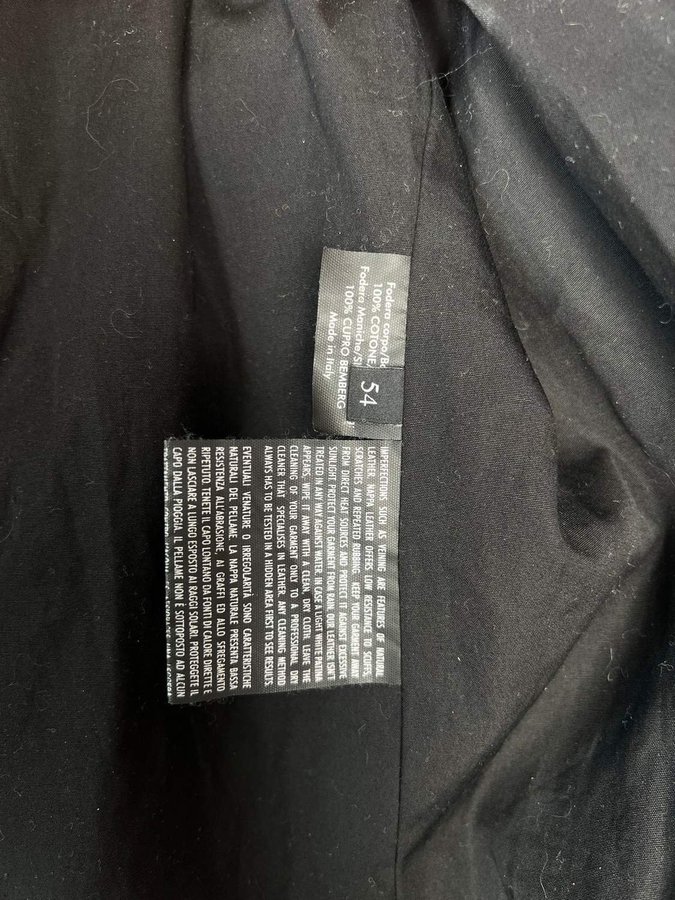 Fodera corpo/Bo
100% COTONE
Fodera Maniche/Sl
100% CUPRO BEMBERG
Made in Italy
54
IMPERFECTIONS SUCH AS VEINING ARE FEATURES OF NATURAL
LEATHER. NAPPA LEATHER OFFERS LOW RESISTANCE TO SCUFFS,
SCRATCHES AND REPEATED RUBBING. KEEP YOUR GARMENT AWAY
FROM DIRECT HEAT SOURCES AND PROTECT IT AGAINST EXCESSIVE
SUNLIGHT. PROTECT YOUR GARMENT FROM RAIN. OUR LEATHER ISN'T
TREATED IN ANY WAY AGAINST WATER. IN CASE A LIGHT WHITE PATINA
APPEARS, WIPE IT AWAY WITH A CLEAN, DRY CLOTH. LEAVE THE
CLEANING OF YOUR GARMENT ONLY TO A PROFESSIONAL DRY
CLEANER THAT SPECIALISES IN LEATHER. ANY CLEANING METHOD
ALWAYS HAS TO BE TESTED IN A HIDDEN AREA FIRST TO SEE RESULTS.
EVENTUALI VENATURE O IRREGOLARITÀ SONO CARATTERISTICHE
NATURALI DEL PELLAME. LA NAPPA NATURALE PRESENTA BASSA
RESISTENZA ALL'ABRASIONE, AI GRAFFI ED ALLO SFREGAMENTO
RIPETUTO. TENETE IL CAPO LONTANO DA FONTI DI CALORE DIRETTE E
NON LASCIARE A LUNGO ESPOSTO AI RAGGI SOLARI. PROTEGGETE IL
CAPO DALLA PIOGGIA. IL PELLAME NON È SOTTOPOSTO AD ALCUN